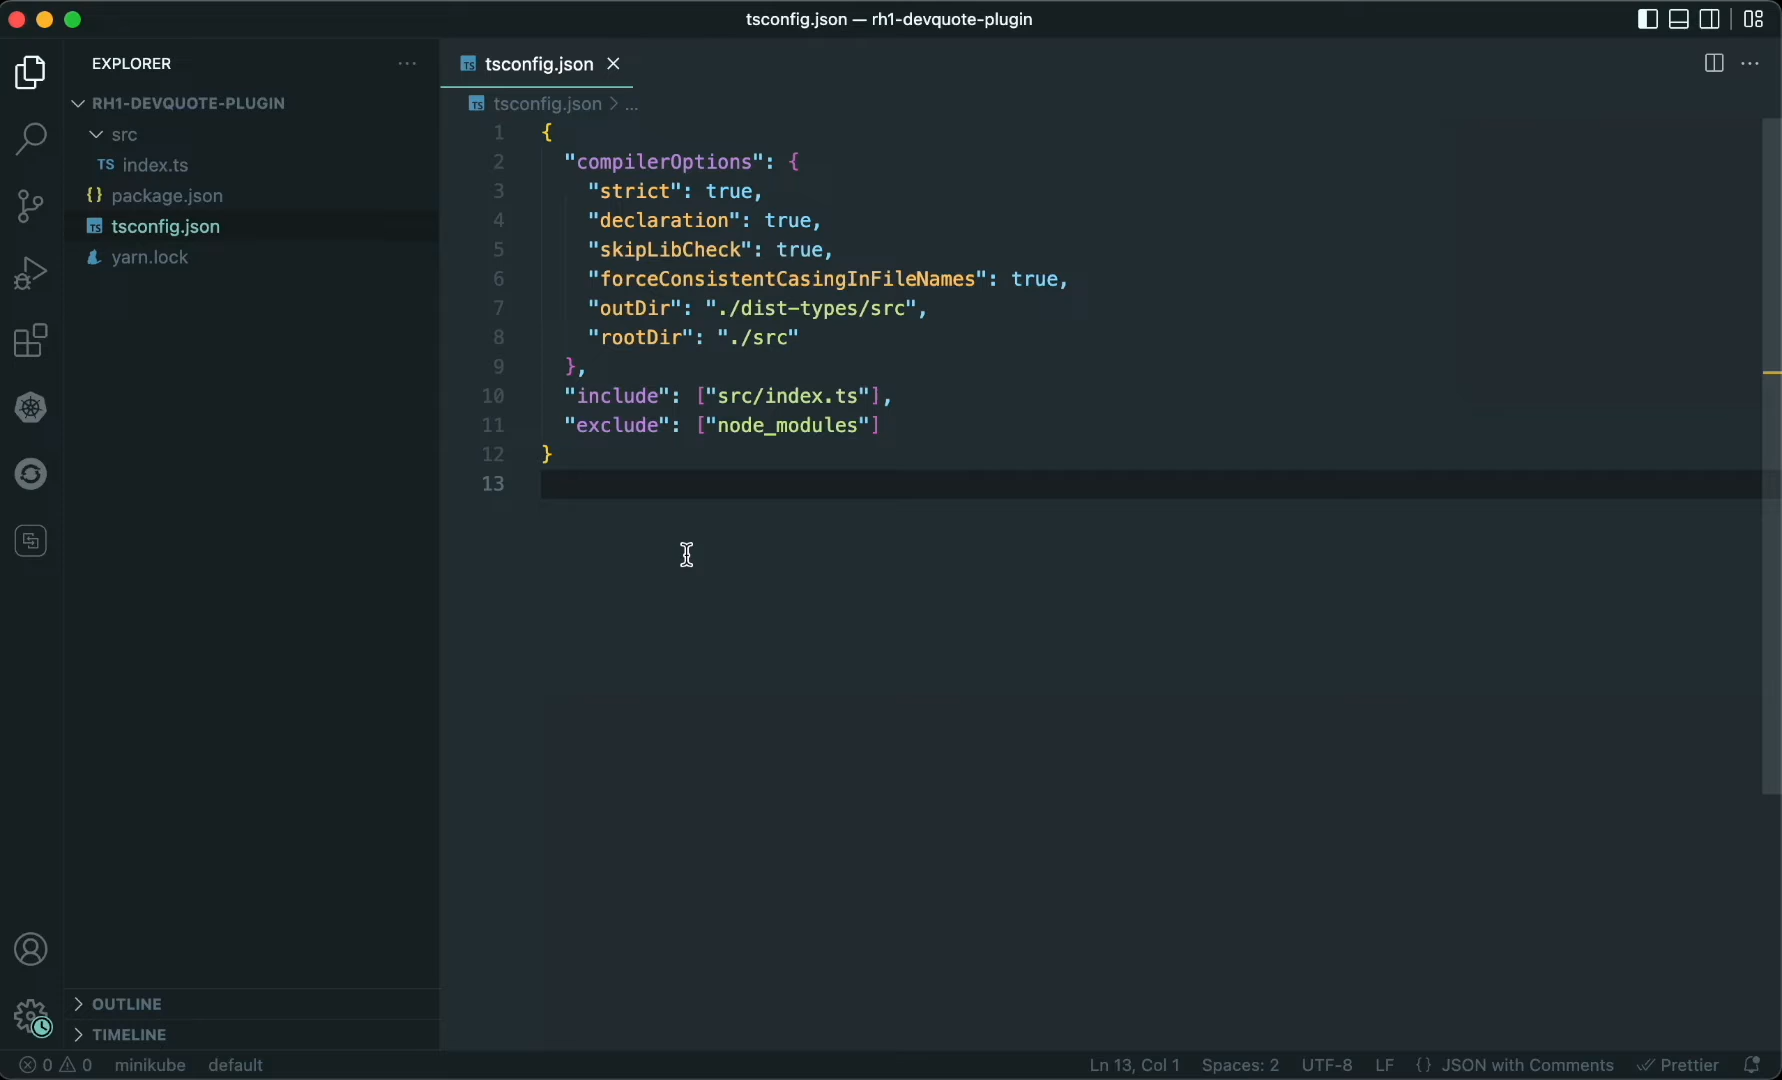 tsconfig.json — rh1-devquote-plugin
EXPLORER
RH1-DEVQUOTE-PLUGIN
src
TS index.ts
{} package.json
TS tsconfig.json
yarn.lock
OUTLINE
TIMELINE
TS tsconfig.json
TS tsconfig.json > ...
1 {
2 "compilerOptions": {
3 "strict": true,
4 "declaration": true,
5 "skipLibCheck": true,
6 "forceConsistentCasingInFileNames": true,
7 "outDir": "./dist-types/src",
8 "rootDir": "./src"
9 },
10 "include": ["src/index.ts"],
11 "exclude": ["node_modules"]
12 }
13
0 0 minikube default Ln 13, Col 1 Spaces: 2 UTF-8 LF {} JSON with Comments Prettier